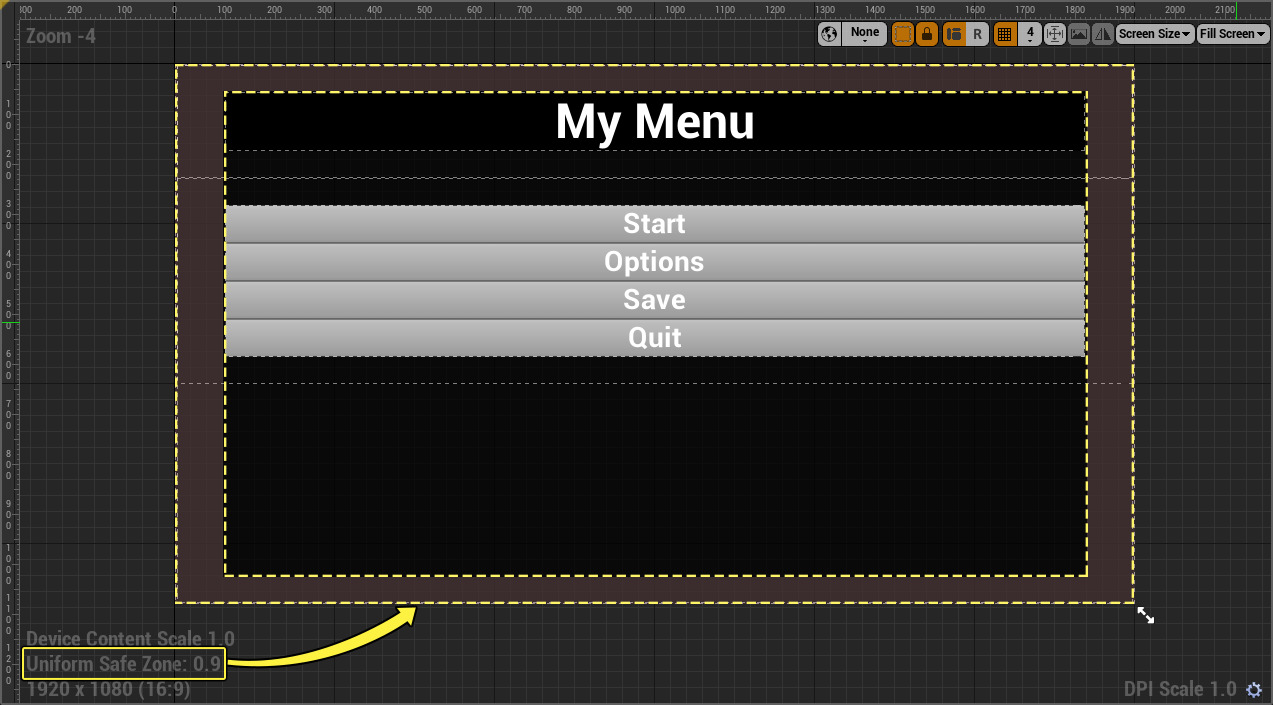 00 200 100 0 100 200 300 400 500 600 700 800 900 1000 1100 1200 1300 1400 1500 1600 1700 1800 1900 2000 2100
Zoom -4
None R 4 Screen Size Fill Screen
0
100
200
300
400
500
600
700
800
900
1000
1100
1200
My Menu
Start
Options
Save
Quit
Device Content Scale 1.0
Uniform Safe Zone: 0.9
1920 x 1080 (16:9)
DPI Scale 1.0